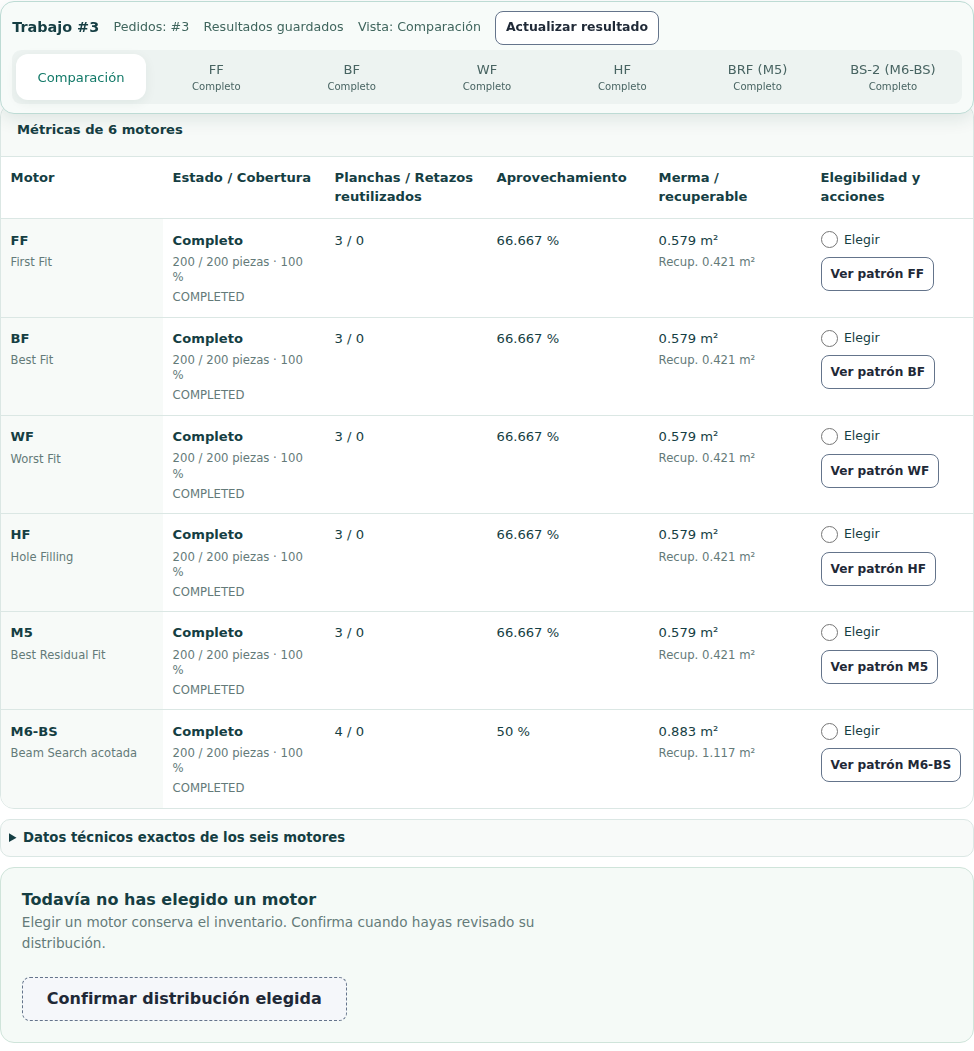 Trabajo #3 Pedidos: #3 Resultados guardados Vista: Comparación Actualizar resultado
Comparación
FF
Completo
BF
Completo
WF
Completo
HF
Completo
BRF (M5)
Completo
BS-2 (M6-BS)
Completo
Métricas de 6 motores
Motor
Estado / Cobertura
Planchas / Retazos
reutilizados
Aprovechamiento
Merma /
recuperable
Elegibilidad y
acciones
FF
First Fit
Completo
200 / 200 piezas · 100
%
COMPLETED
3 / 0
66.667 %
0.579 m²
Recup. 0.421 m²
Elegir
Ver patrón FF
BF
Best Fit
Completo
200 / 200 piezas · 100
%
COMPLETED
3 / 0
66.667 %
0.579 m²
Recup. 0.421 m²
Elegir
Ver patrón BF
WF
Worst Fit
Completo
200 / 200 piezas · 100
%
COMPLETED
3 / 0
66.667 %
0.579 m²
Recup. 0.421 m²
Elegir
Ver patrón WF
HF
Hole Filling
Completo
200 / 200 piezas · 100
%
COMPLETED
3 / 0
66.667 %
0.579 m²
Recup. 0.421 m²
Elegir
Ver patrón HF
M5
Best Residual Fit
Completo
200 / 200 piezas · 100
%
COMPLETED
3 / 0
66.667 %
0.579 m²
Recup. 0.421 m²
Elegir
Ver patrón M5
M6-BS
Beam Search acotada
Completo
200 / 200 piezas · 100
%
COMPLETED
4 / 0
50 %
0.883 m²
Recup. 1.117 m²
Elegir
Ver patrón M6-BS
Datos técnicos exactos de los seis motores
Todavía no has elegido un motor
Elegir un motor conserva el inventario. Confirma cuando hayas revisado su
distribución.
Confirmar distribución elegida